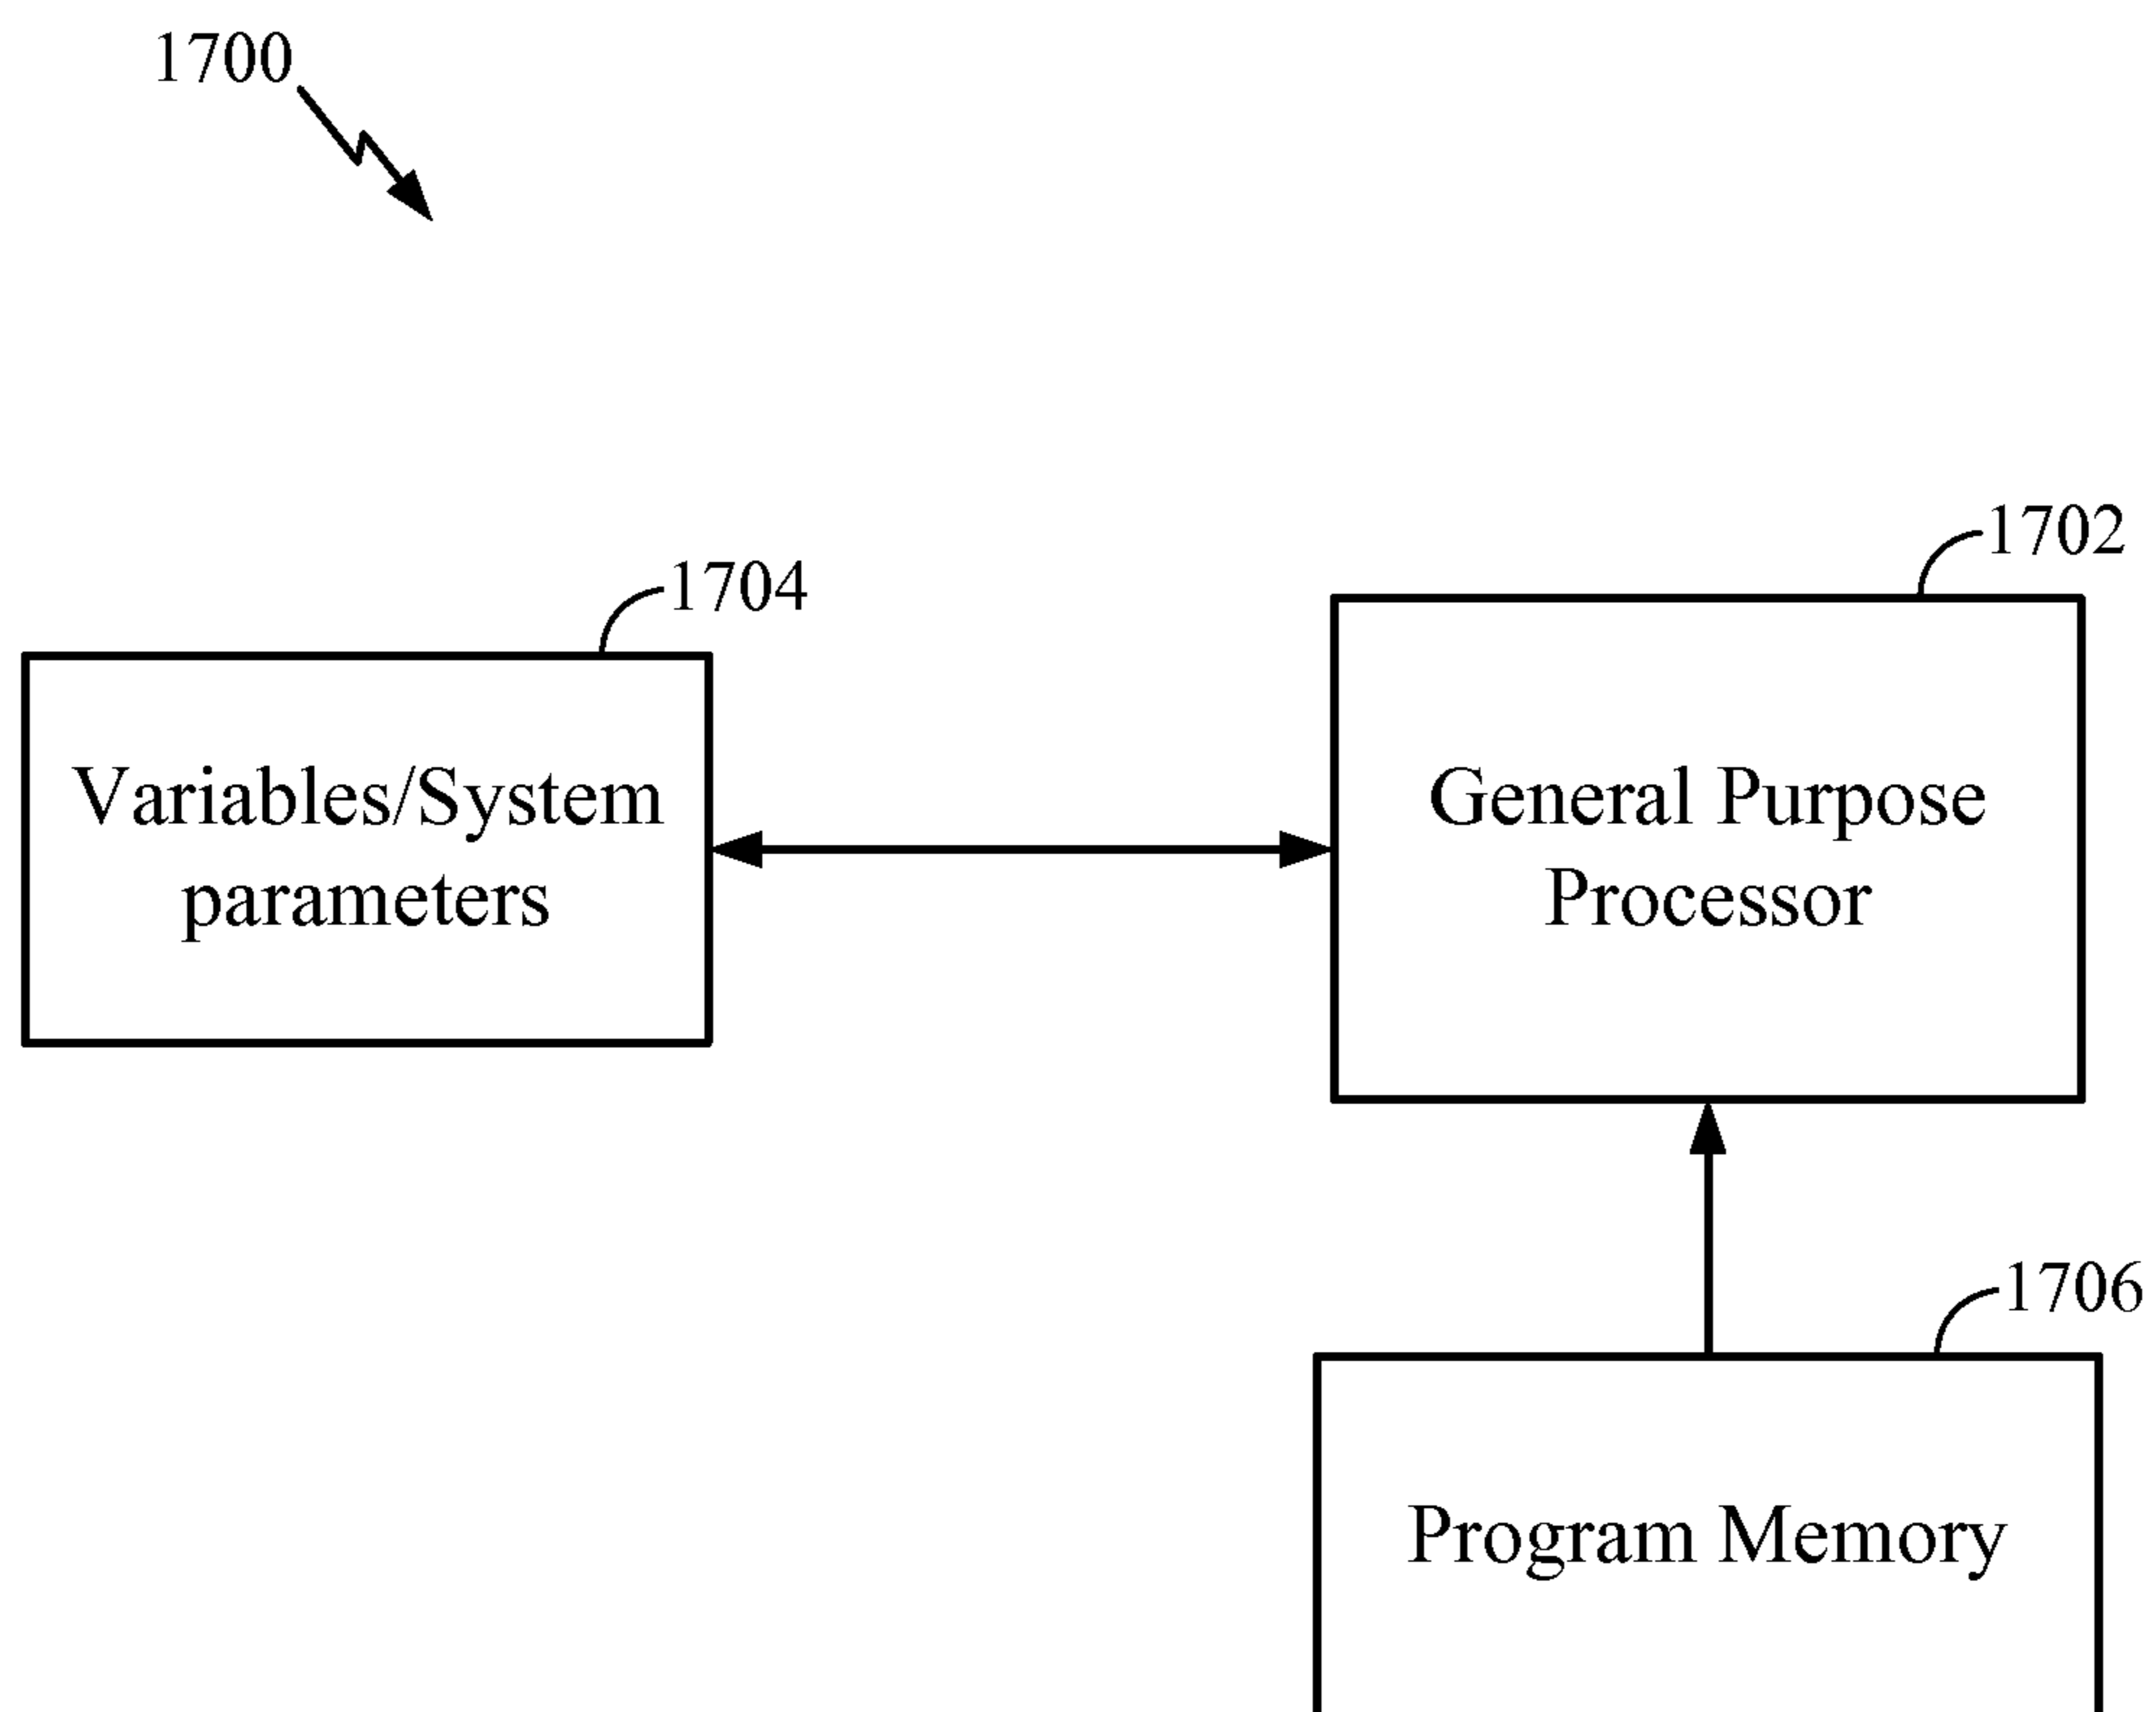 1700
1702
1704
Variables/System
parameters
General Purpose
Processor
1706
Program Memory